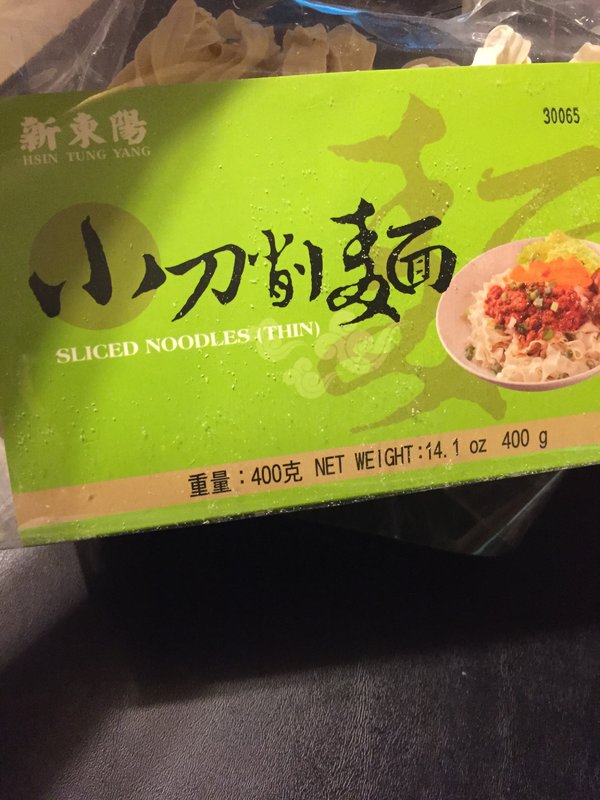 新東陽
HSIN TUNG YANG
30065
小刀削麵
SLICED NOODLES (THIN)
重量：400克 NET WEIGHT:14.1 oz 400 g